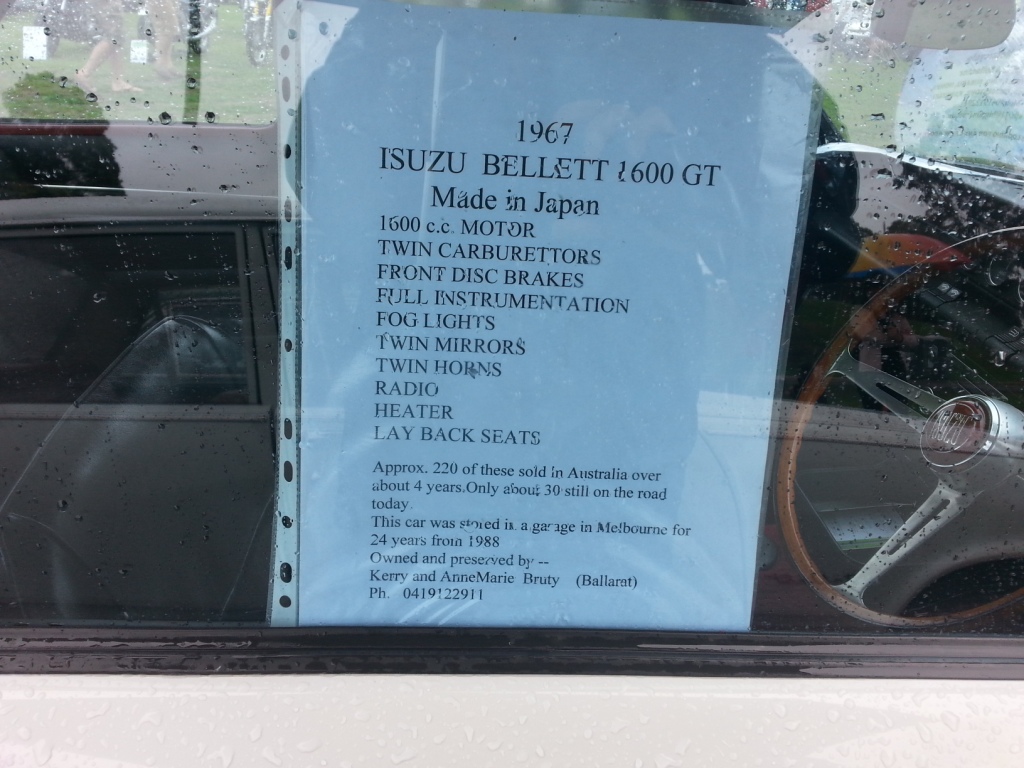 1967
ISUZU BELLETT 1600 GT
Made in Japan
1600 c.c. MOTOR
TWIN CARBURETTORS
FRONT DISC BRAKES
FULL INSTRUMENTATION
FOG LIGHTS
TWIN MIRRORS
TWIN HORNS
RADIO
HEATER
LAY BACK SEATS
Approx. 220 of these sold in Australia over
about 4 years.Only about 30 still on the road
today.
This car was stored in a garage in Melbourne for
24 years from 1988
Owned and preserved by --
Kerry and AnneMarie Bruty (Ballarat)
Ph. 0419122911
ISUZU